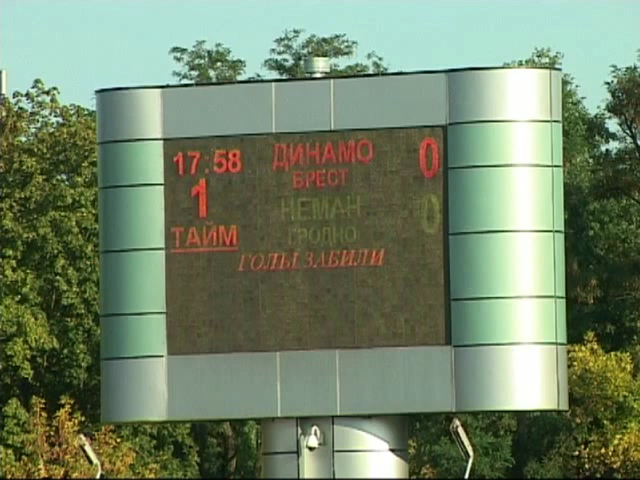 17:58 ДИНАМО 0
БРЕСТ
1 НЕМАН 0
ТАЙМ ГРОДНО
ГОЛЫ ЗАБИЛИ